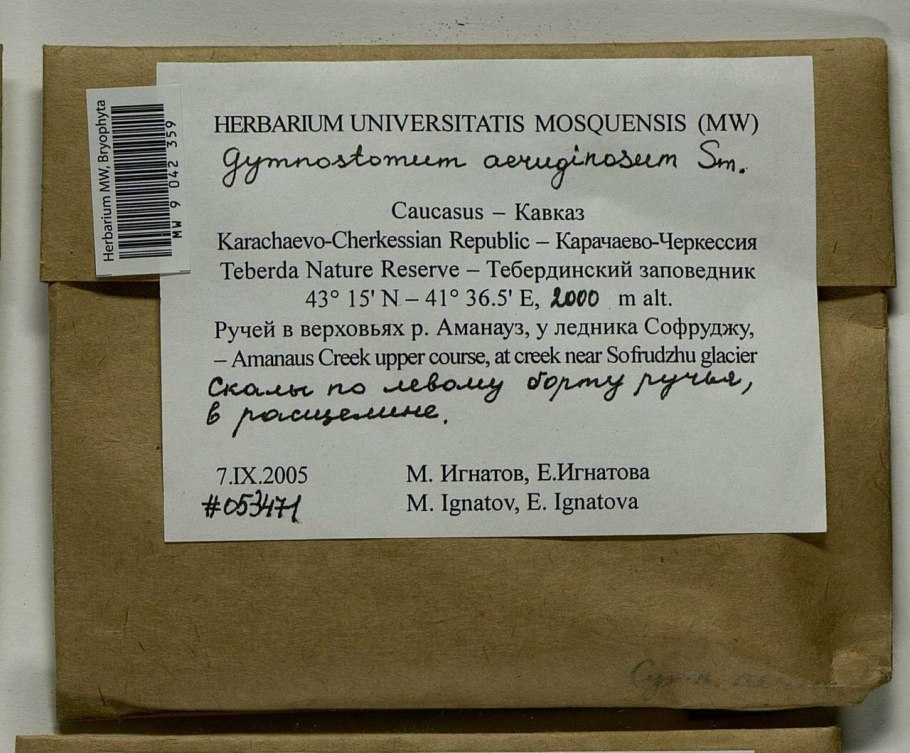 Herbarium MW, Bryophyta
MW 9 042 359
HERBARIUM UNIVERSITATIS MOSQUENSIS (MW)
Gymnostomum aeruginosum Sm.
Caucasus – Кавказ
Karachaevo-Cherkessian Republic – Карачаево-Черкессия
Teberda Nature Reserve – Тебердинский заповедник
43° 15' N – 41° 36.5' E, 2000 m alt.
Ручей в верховьях р. Аманауз, у ледника Софруджу,
– Amanaus Creek upper course, at creek near Sofrudzhu glacier
Скалы по левому борту ручья,
в расщелине.
7.IX.2005 М. Игнатов, Е.Игнатова
#053471 M. Ignatov, E. Ignatova